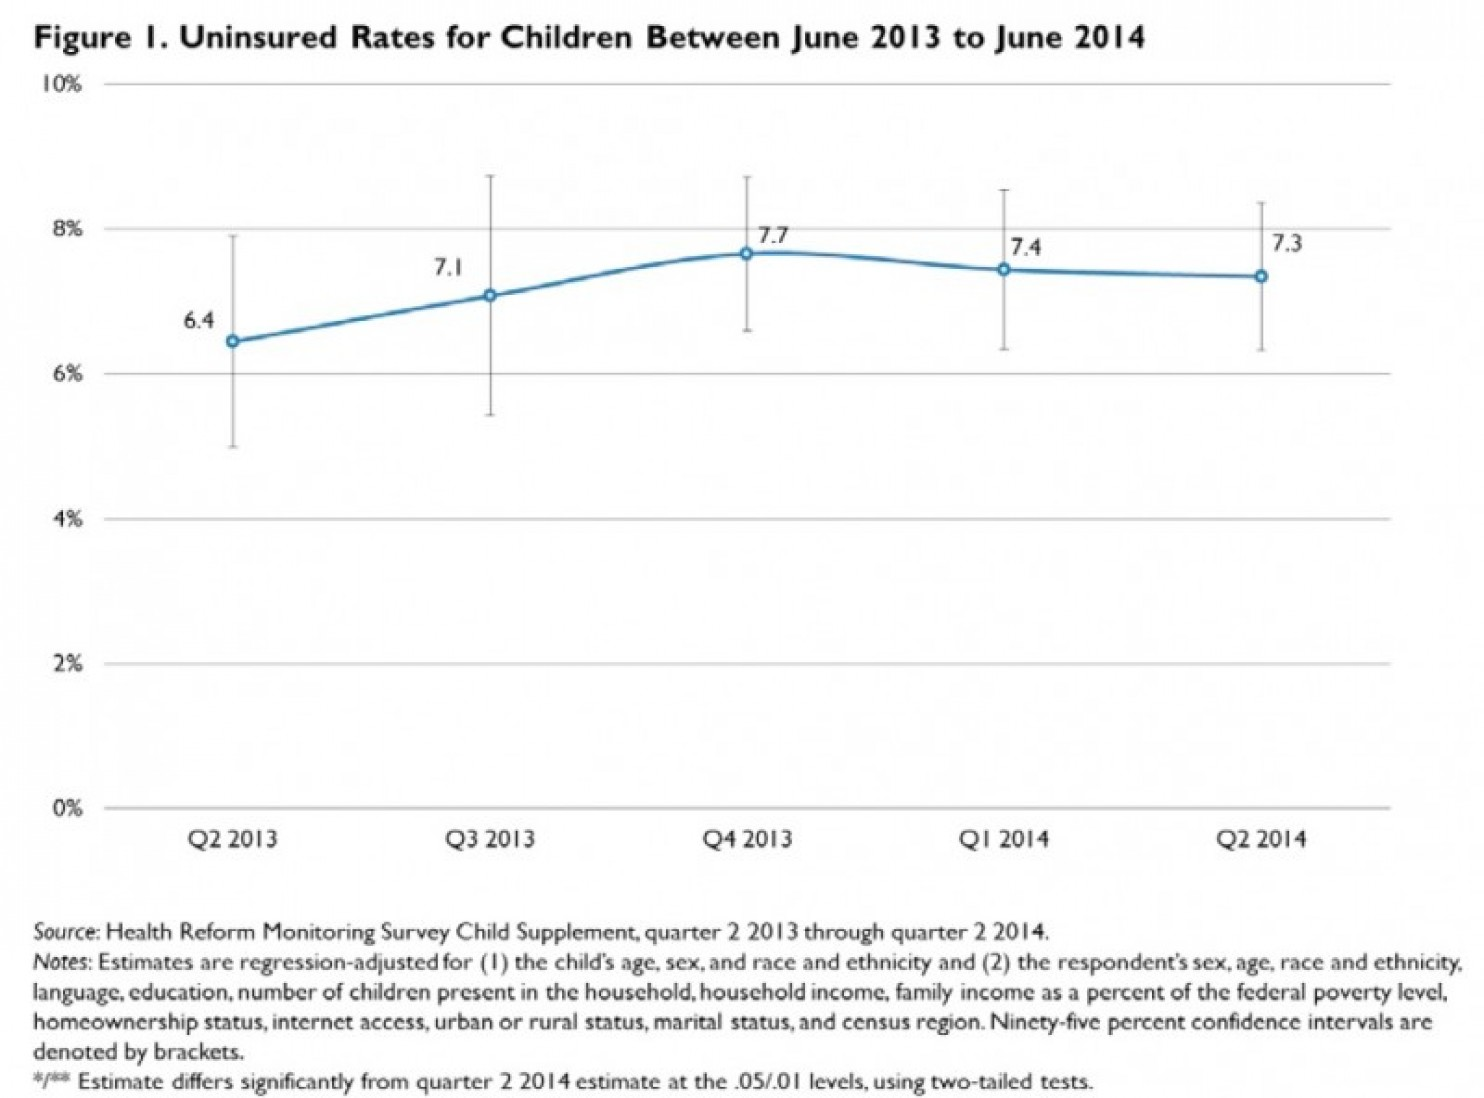 Figure 1. Uninsured Rates for Children Between June 2013 to June 2014
10%
8%
6%
4%
2%
0%
6.4
7.1
7.7
7.4
7.3
Q2 2013
Q3 2013
Q4 2013
Q1 2014
Q2 2014
Source: Health Reform Monitoring Survey Child Supplement, quarter 2 2013 through quarter 2 2014.
Notes: Estimates are regression-adjusted for (1) the child's age, sex, and race and ethnicity and (2) the respondent's sex, age, race and ethnicity,
language, education, number of children present in the household, household income, family income as a percent of the federal poverty level,
homeownership status, internet access, urban or rural status, marital status, and census region. Ninety-five percent confidence intervals are
denoted by brackets.
*/** Estimate differs significantly from quarter 2 2014 estimate at the .05/.01 levels, using two-tailed tests.